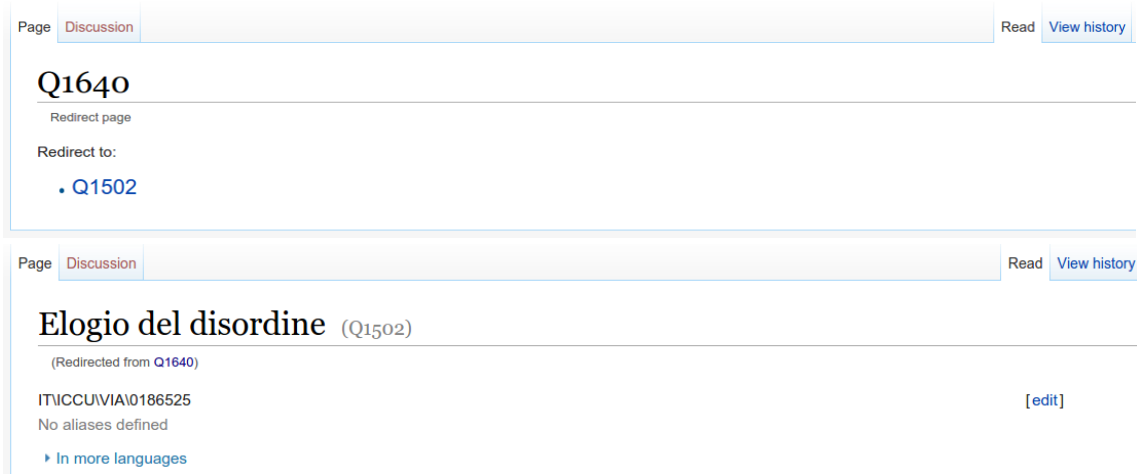 Page Discussion Read View history
Q1640
Redirect page
Redirect to:
• Q1502
Page Discussion Read View history
Elogio del disordine (Q1502)
(Redirected from Q1640)
IT\ICCU\VIA\0186525 [edit]
No aliases defined
In more languages